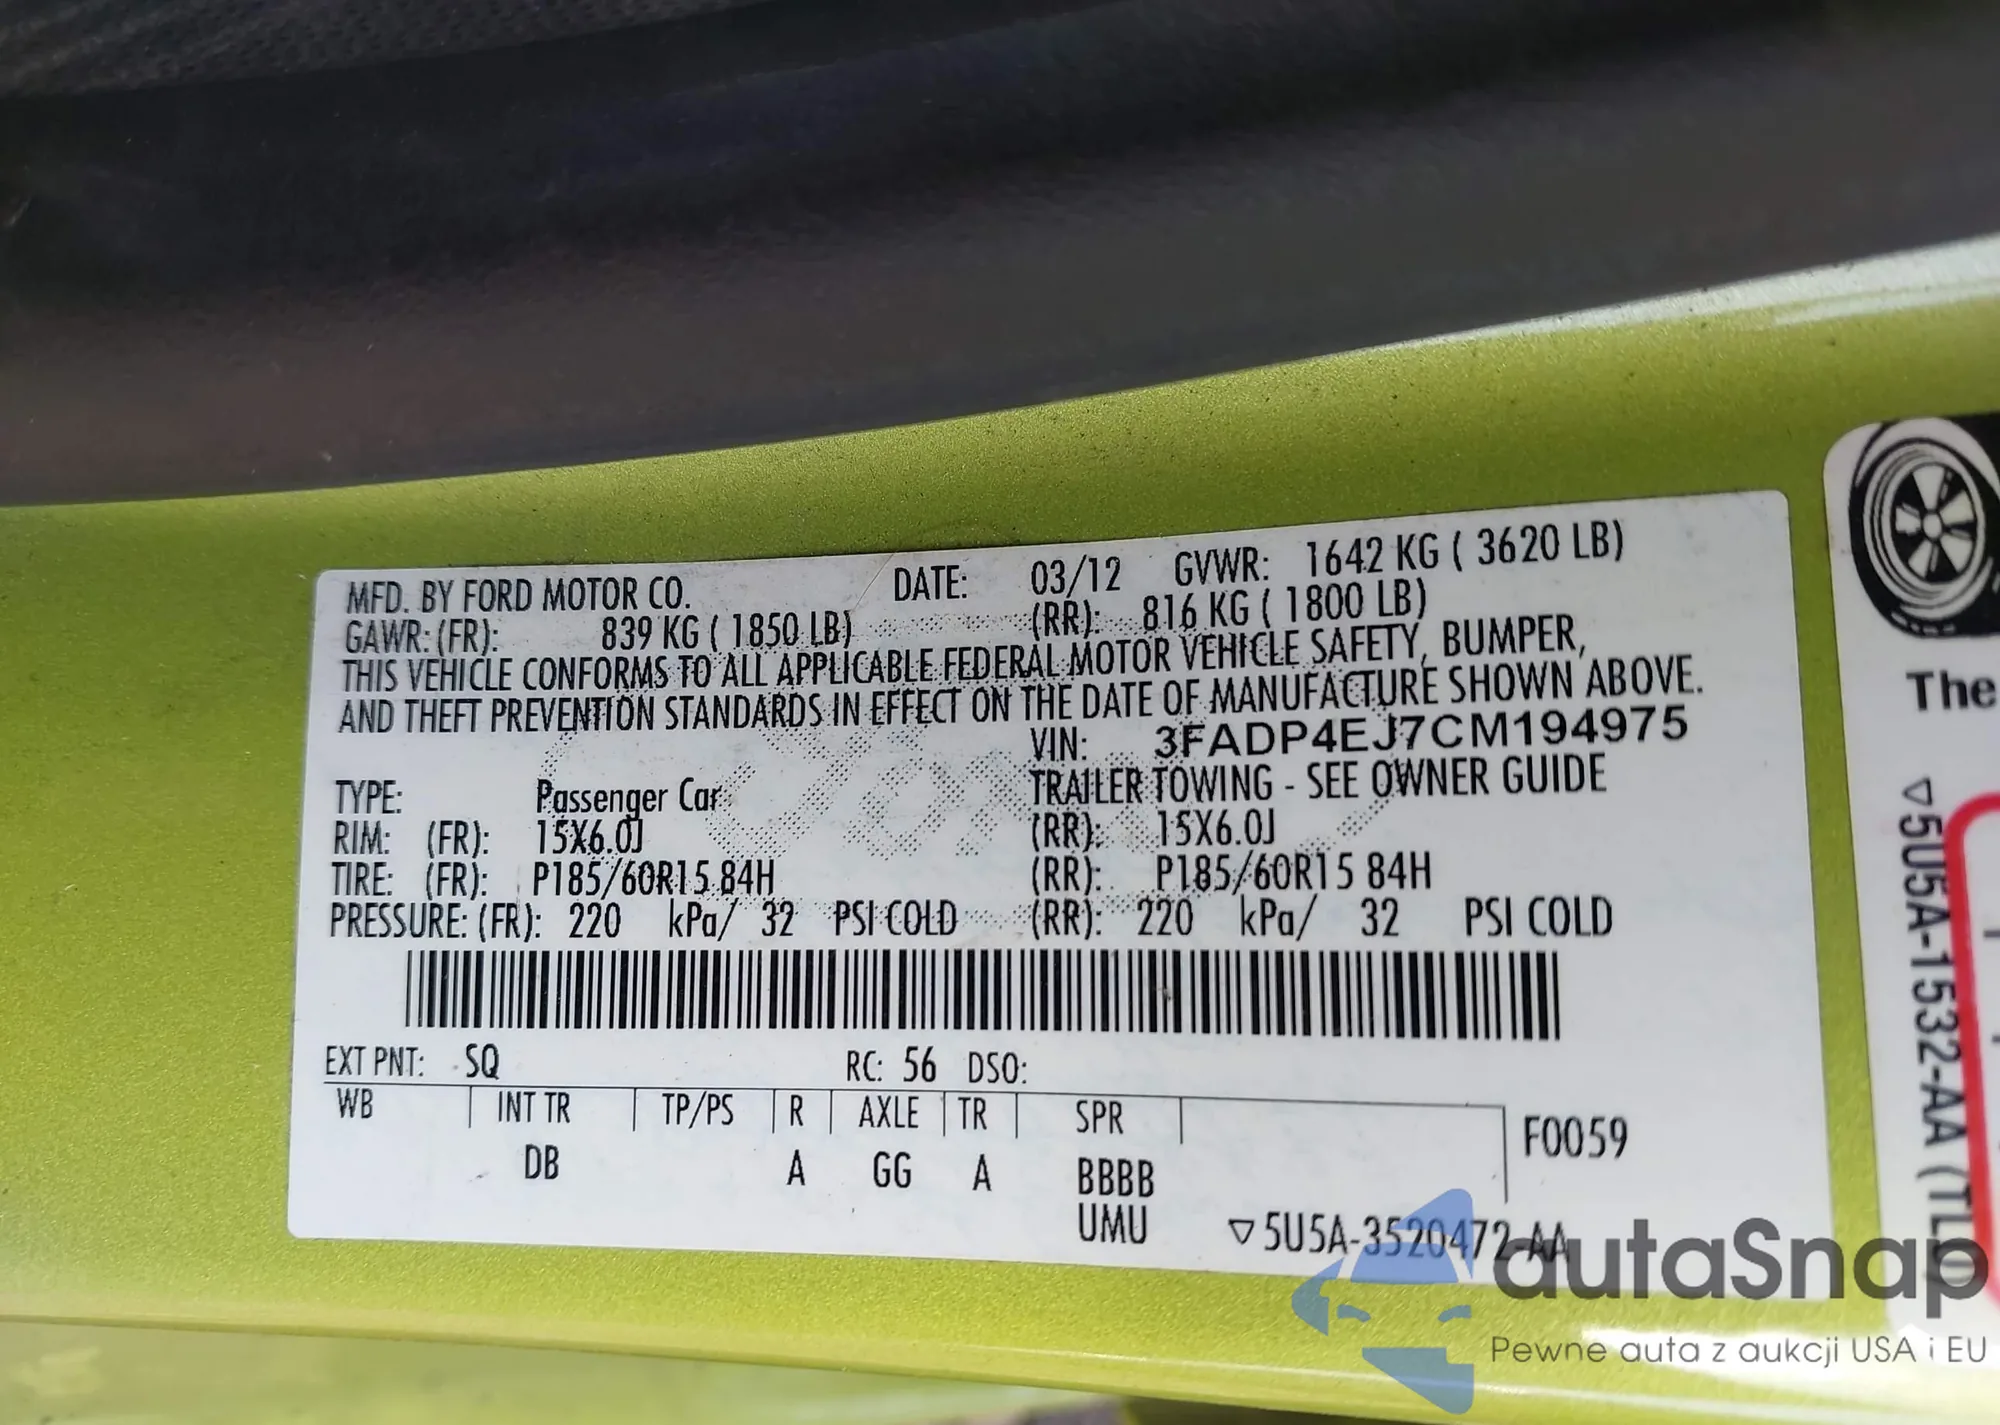 MFD. BY FORD MOTOR CO. DATE: 03/12 GVWR: 1642 KG ( 3620 LB)
GAWR: (FR): 839 KG ( 1850 LB) (RR): 816 KG ( 1800 LB)
THIS VEHICLE CONFORMS TO ALL APPLICABLE FEDERAL MOTOR VEHICLE SAFETY, BUMPER,
AND THEFT PREVENTION STANDARDS IN EFFECT ON THE DATE OF MANUFACTURE SHOWN ABOVE.
VIN: 3FADP4EJ7CM194975
TYPE: Passenger Car TRAILER TOWING - SEE OWNER GUIDE
RIM: (FR): 15X6.0J (RR): 15X6.0J
TIRE: (FR): P185/60R15 84H (RR): P185/60R15 84H
PRESSURE: (FR): 220 kPa/ 32 PSI COLD (RR): 220 kPa/ 32 PSI COLD
EXT PNT: SQ RC: 56 DSO:
WB INT TR TP/PS R AXLE TR SPR
F0059
DB A GG A BBBB
UMU ▽5U5A-3520472-AA
The
▽5U5A-1532-AA (TLD)
autaSnap
Pewne auta z aukcji USA i EU